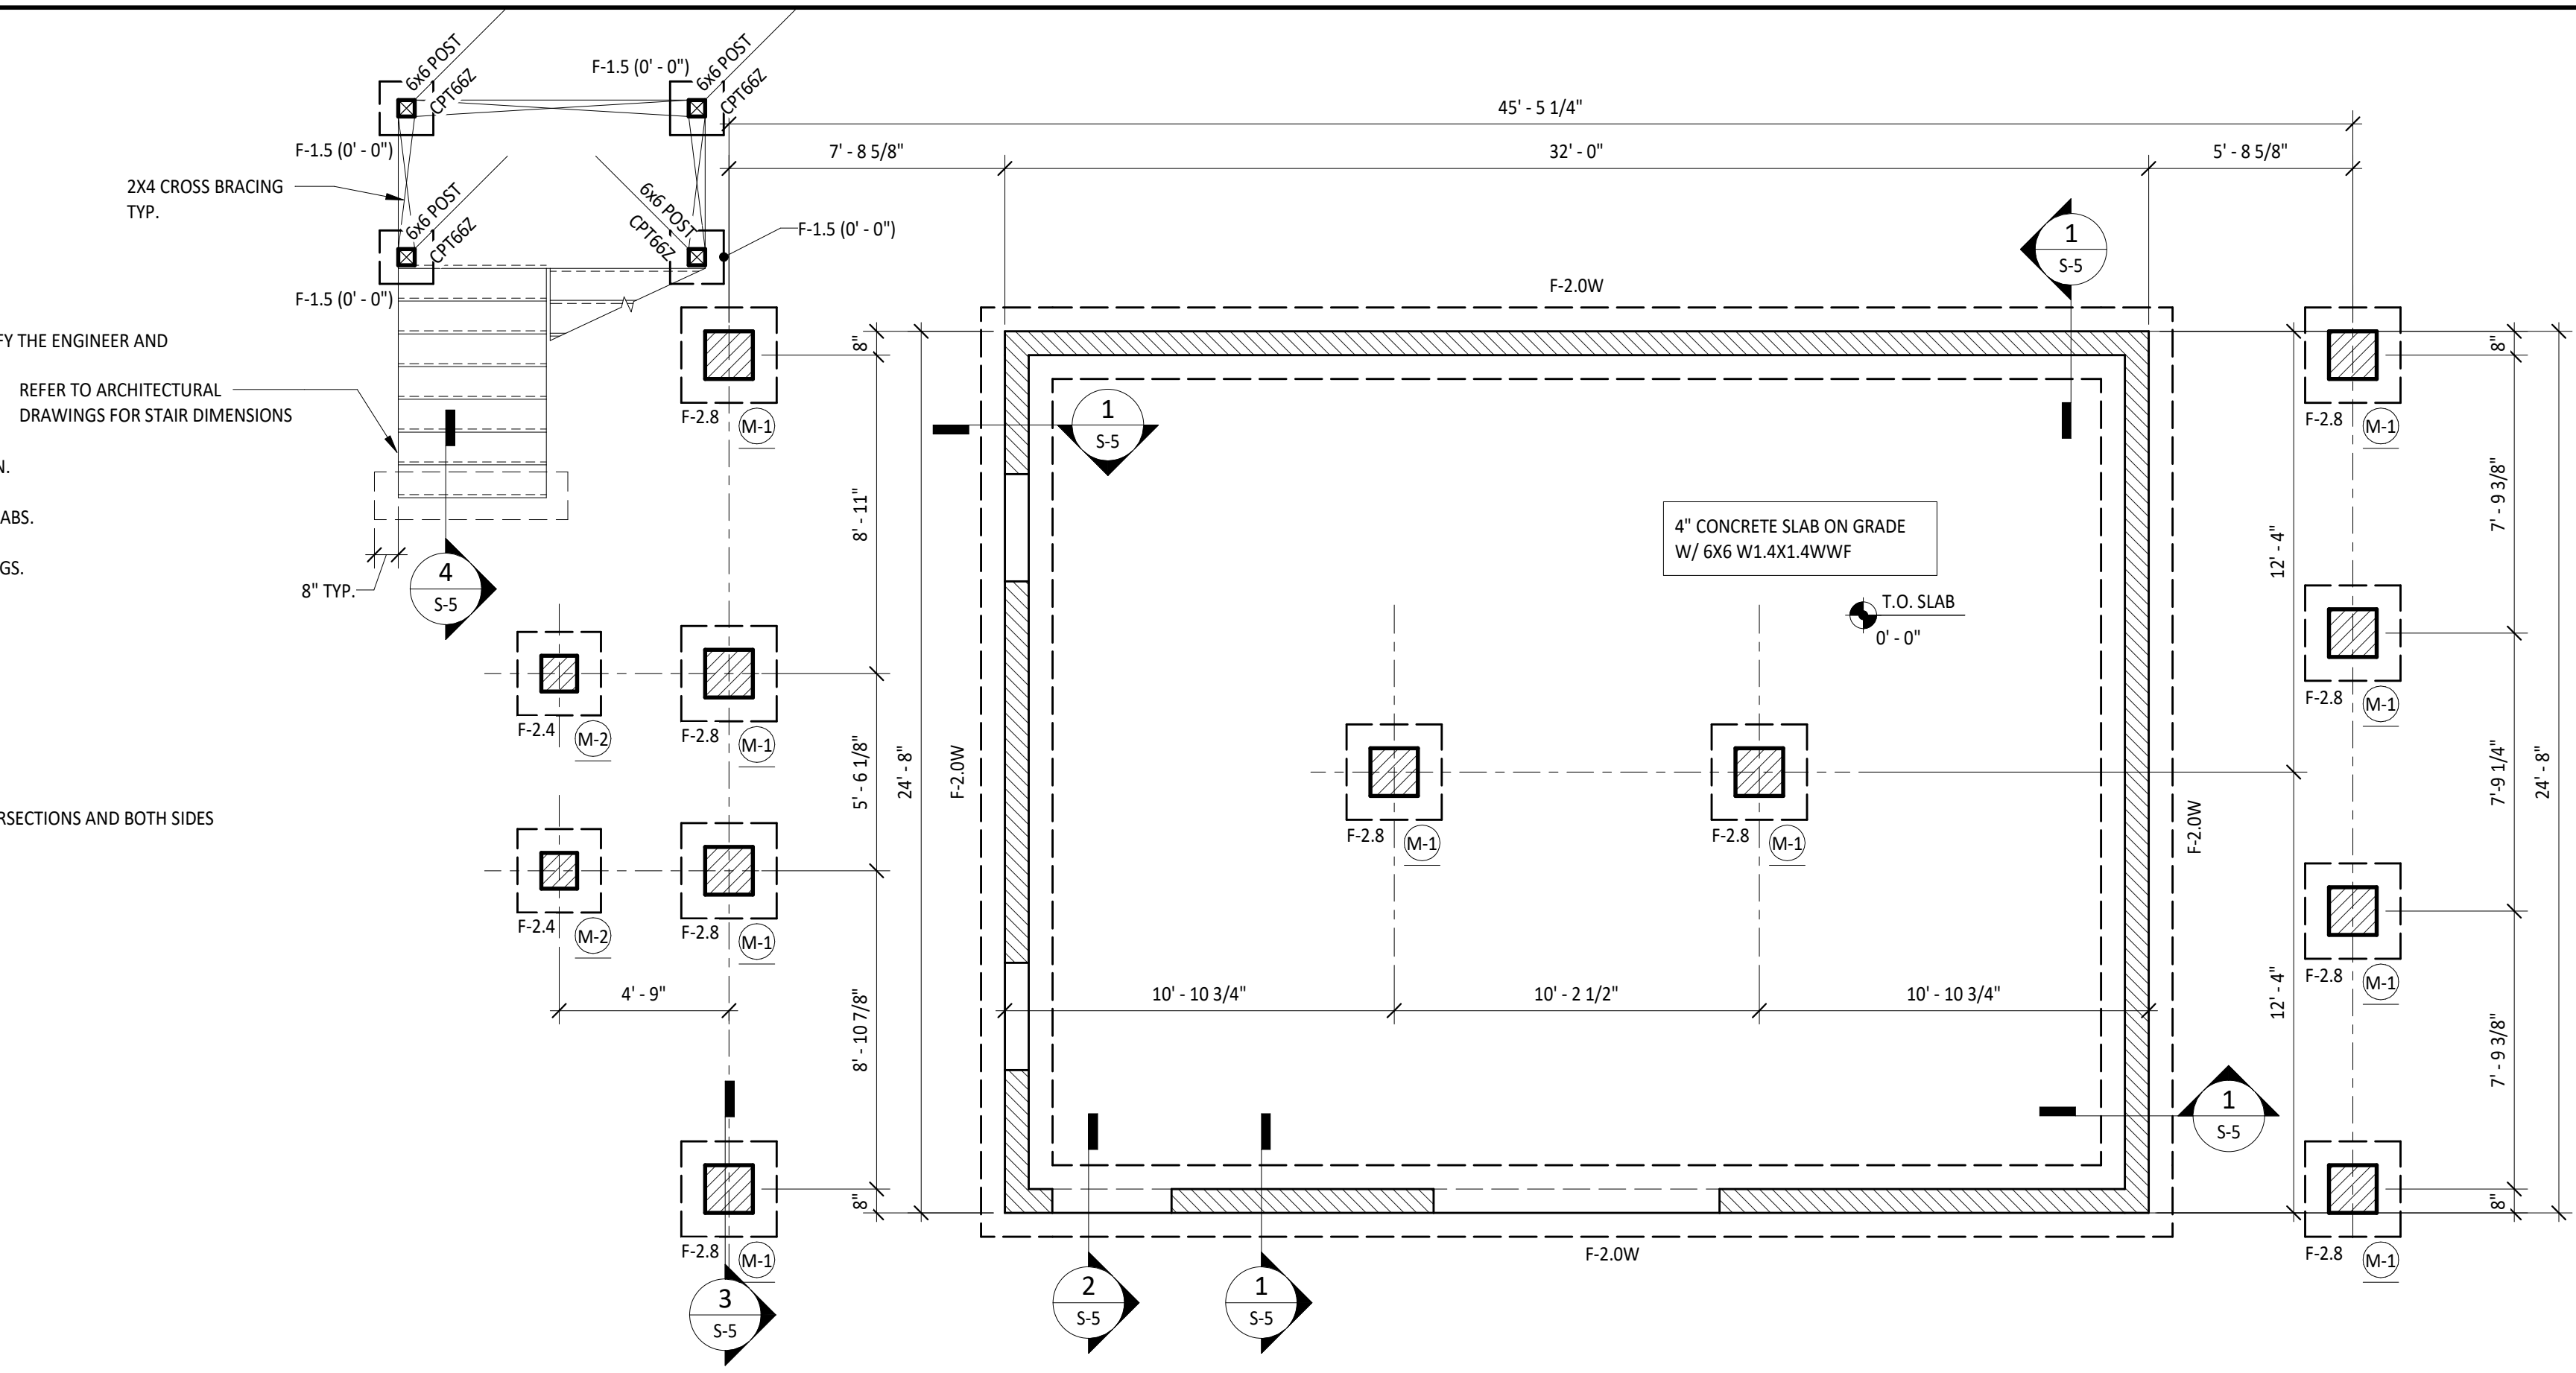 6x6 POST
CPT66Z
F-1.5 (0' - 0")
6x6 POST
CPT66Z
45' - 5 1/4"
F-1.5 (0' - 0")
7' - 8 5/8"
32' - 0"
5' - 8 5/8"
2X4 CROSS BRACING
TYP.
6x6 POST
CPT66Z
6x6 POST
CPT66Z
F-1.5 (0' - 0")
1
S-5
F-1.5 (0' - 0")
F-2.0W
FY THE ENGINEER AND
8"
8"
REFER TO ARCHITECTURAL
DRAWINGS FOR STAIR DIMENSIONS
F-2.8
M-1
1
S-5
F-2.8
M-1
N.
ABS.
8' - 11"
4" CONCRETE SLAB ON GRADE
W/ 6X6 W1.4X1.4WWF
12' - 4"
7' - 9 3/8"
GS.
8" TYP.
4
S-5
T.O. SLAB
0' - 0"
F-2.4
M-2
F-2.8
M-1
F-2.8
M-1
5' - 6 1/8"
24' - 8"
F-2.0W
7'-9 1/4"
24' - 8"
RSECTIONS AND BOTH SIDES
F-2.8
M-1
F-2.8
M-1
F-2.0W
F-2.4
M-2
F-2.8
M-1
F-2.8
M-1
4' - 9"
8' - 10 7/8"
10' - 10 3/4"
10' - 2 1/2"
10' - 10 3/4"
12' - 4"
7' - 9 3/8"
1
S-5
8"
8"
F-2.8
M-1
F-2.0W
F-2.8
M-1
3
S-5
2
S-5
1
S-5